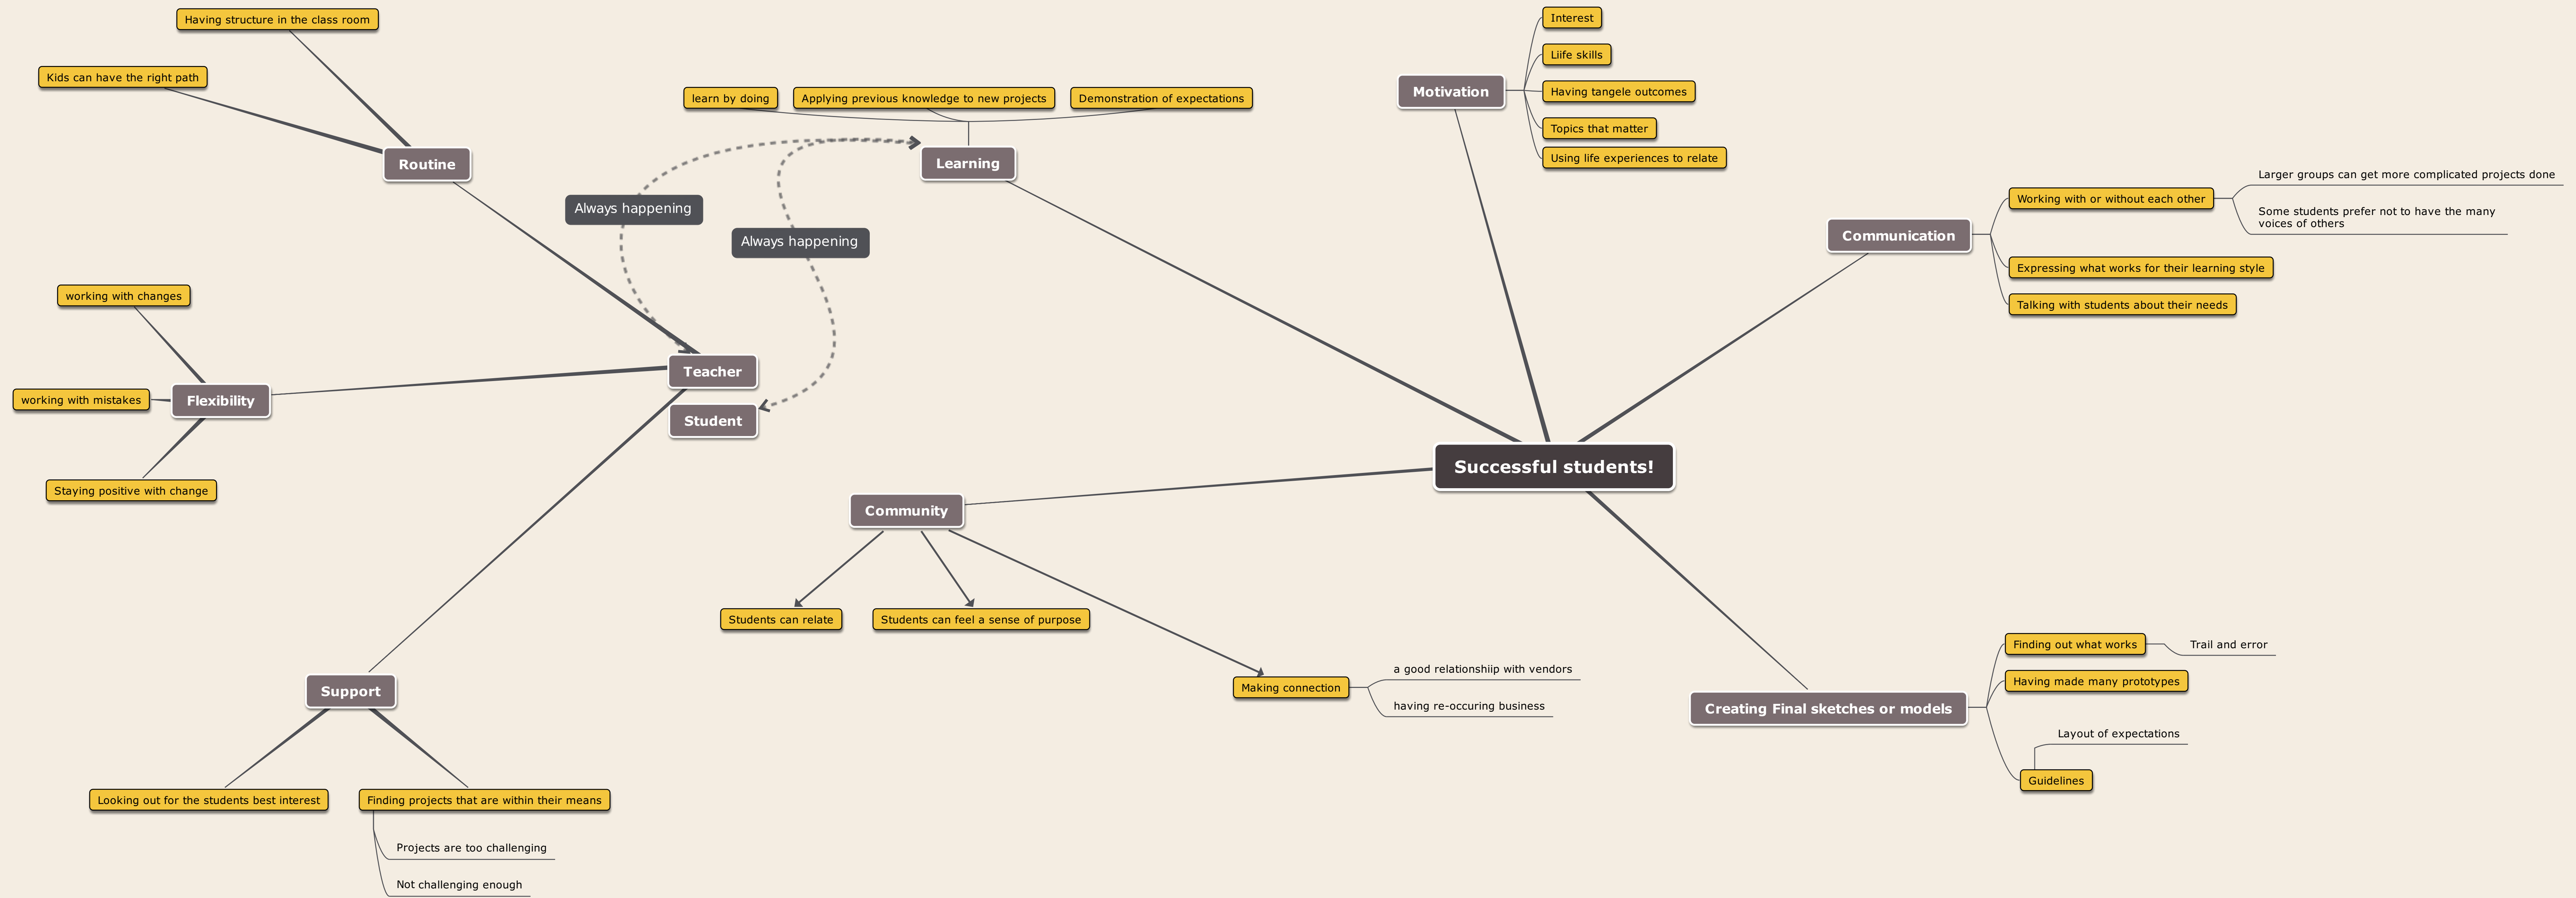 Having structure in the class room
Kids can have the right path
Routine
learn by doing
Applying previous knowledge to new projects
Demonstration of expectations
Learning
Always happening
Always happening
Motivation
Interest
Liife skills
Having tangele outcomes
Topics that matter
Using life experiences to relate
Communication
Working with or without each other
Larger groups can get more complicated projects done
Some students prefer not to have the many
voices of others
Expressing what works for their learning style
Talking with students about their needs
working with changes
working with mistakes
Flexibility
Staying positive with change
Teacher
Student
Successful students!
Community
Students can relate
Students can feel a sense of purpose
Making connection
a good relationshiip with vendors
having re-occuring business
Support
Looking out for the students best interest
Finding projects that are within their means
Projects are too challenging
Not challenging enough
Creating Final sketches or models
Finding out what works
Trail and error
Having made many prototypes
Layout of expectations
Guidelines